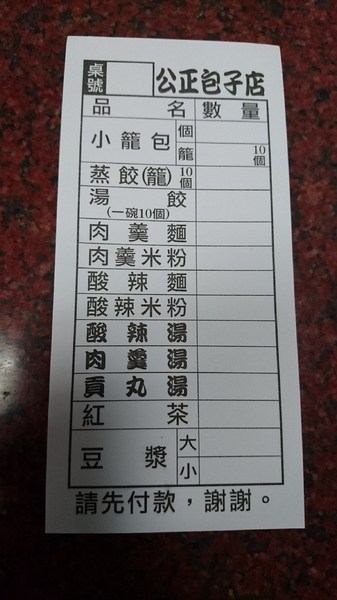 桌號 公正包子店
品名 數量
小籠包 個
籠 10個
蒸餃(籠) 10個
湯餃
(一碗10個)
肉羹麵
肉羹米粉
酸辣麵
酸辣米粉
酸辣湯
肉羹湯
貢丸湯
紅茶
豆漿 大
小
請先付款，謝謝。